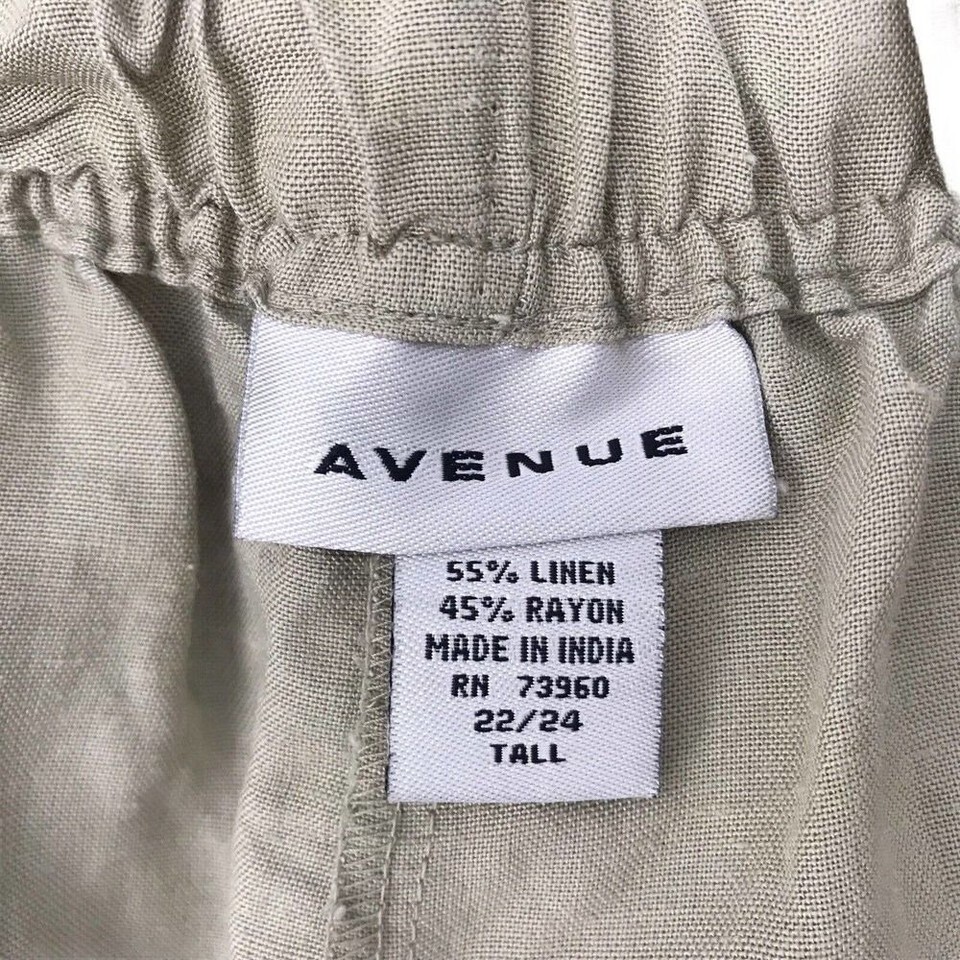 AVENUE
55% LINEN
45% RAYON
MADE IN INDIA
RN 73960
22/24
TALL